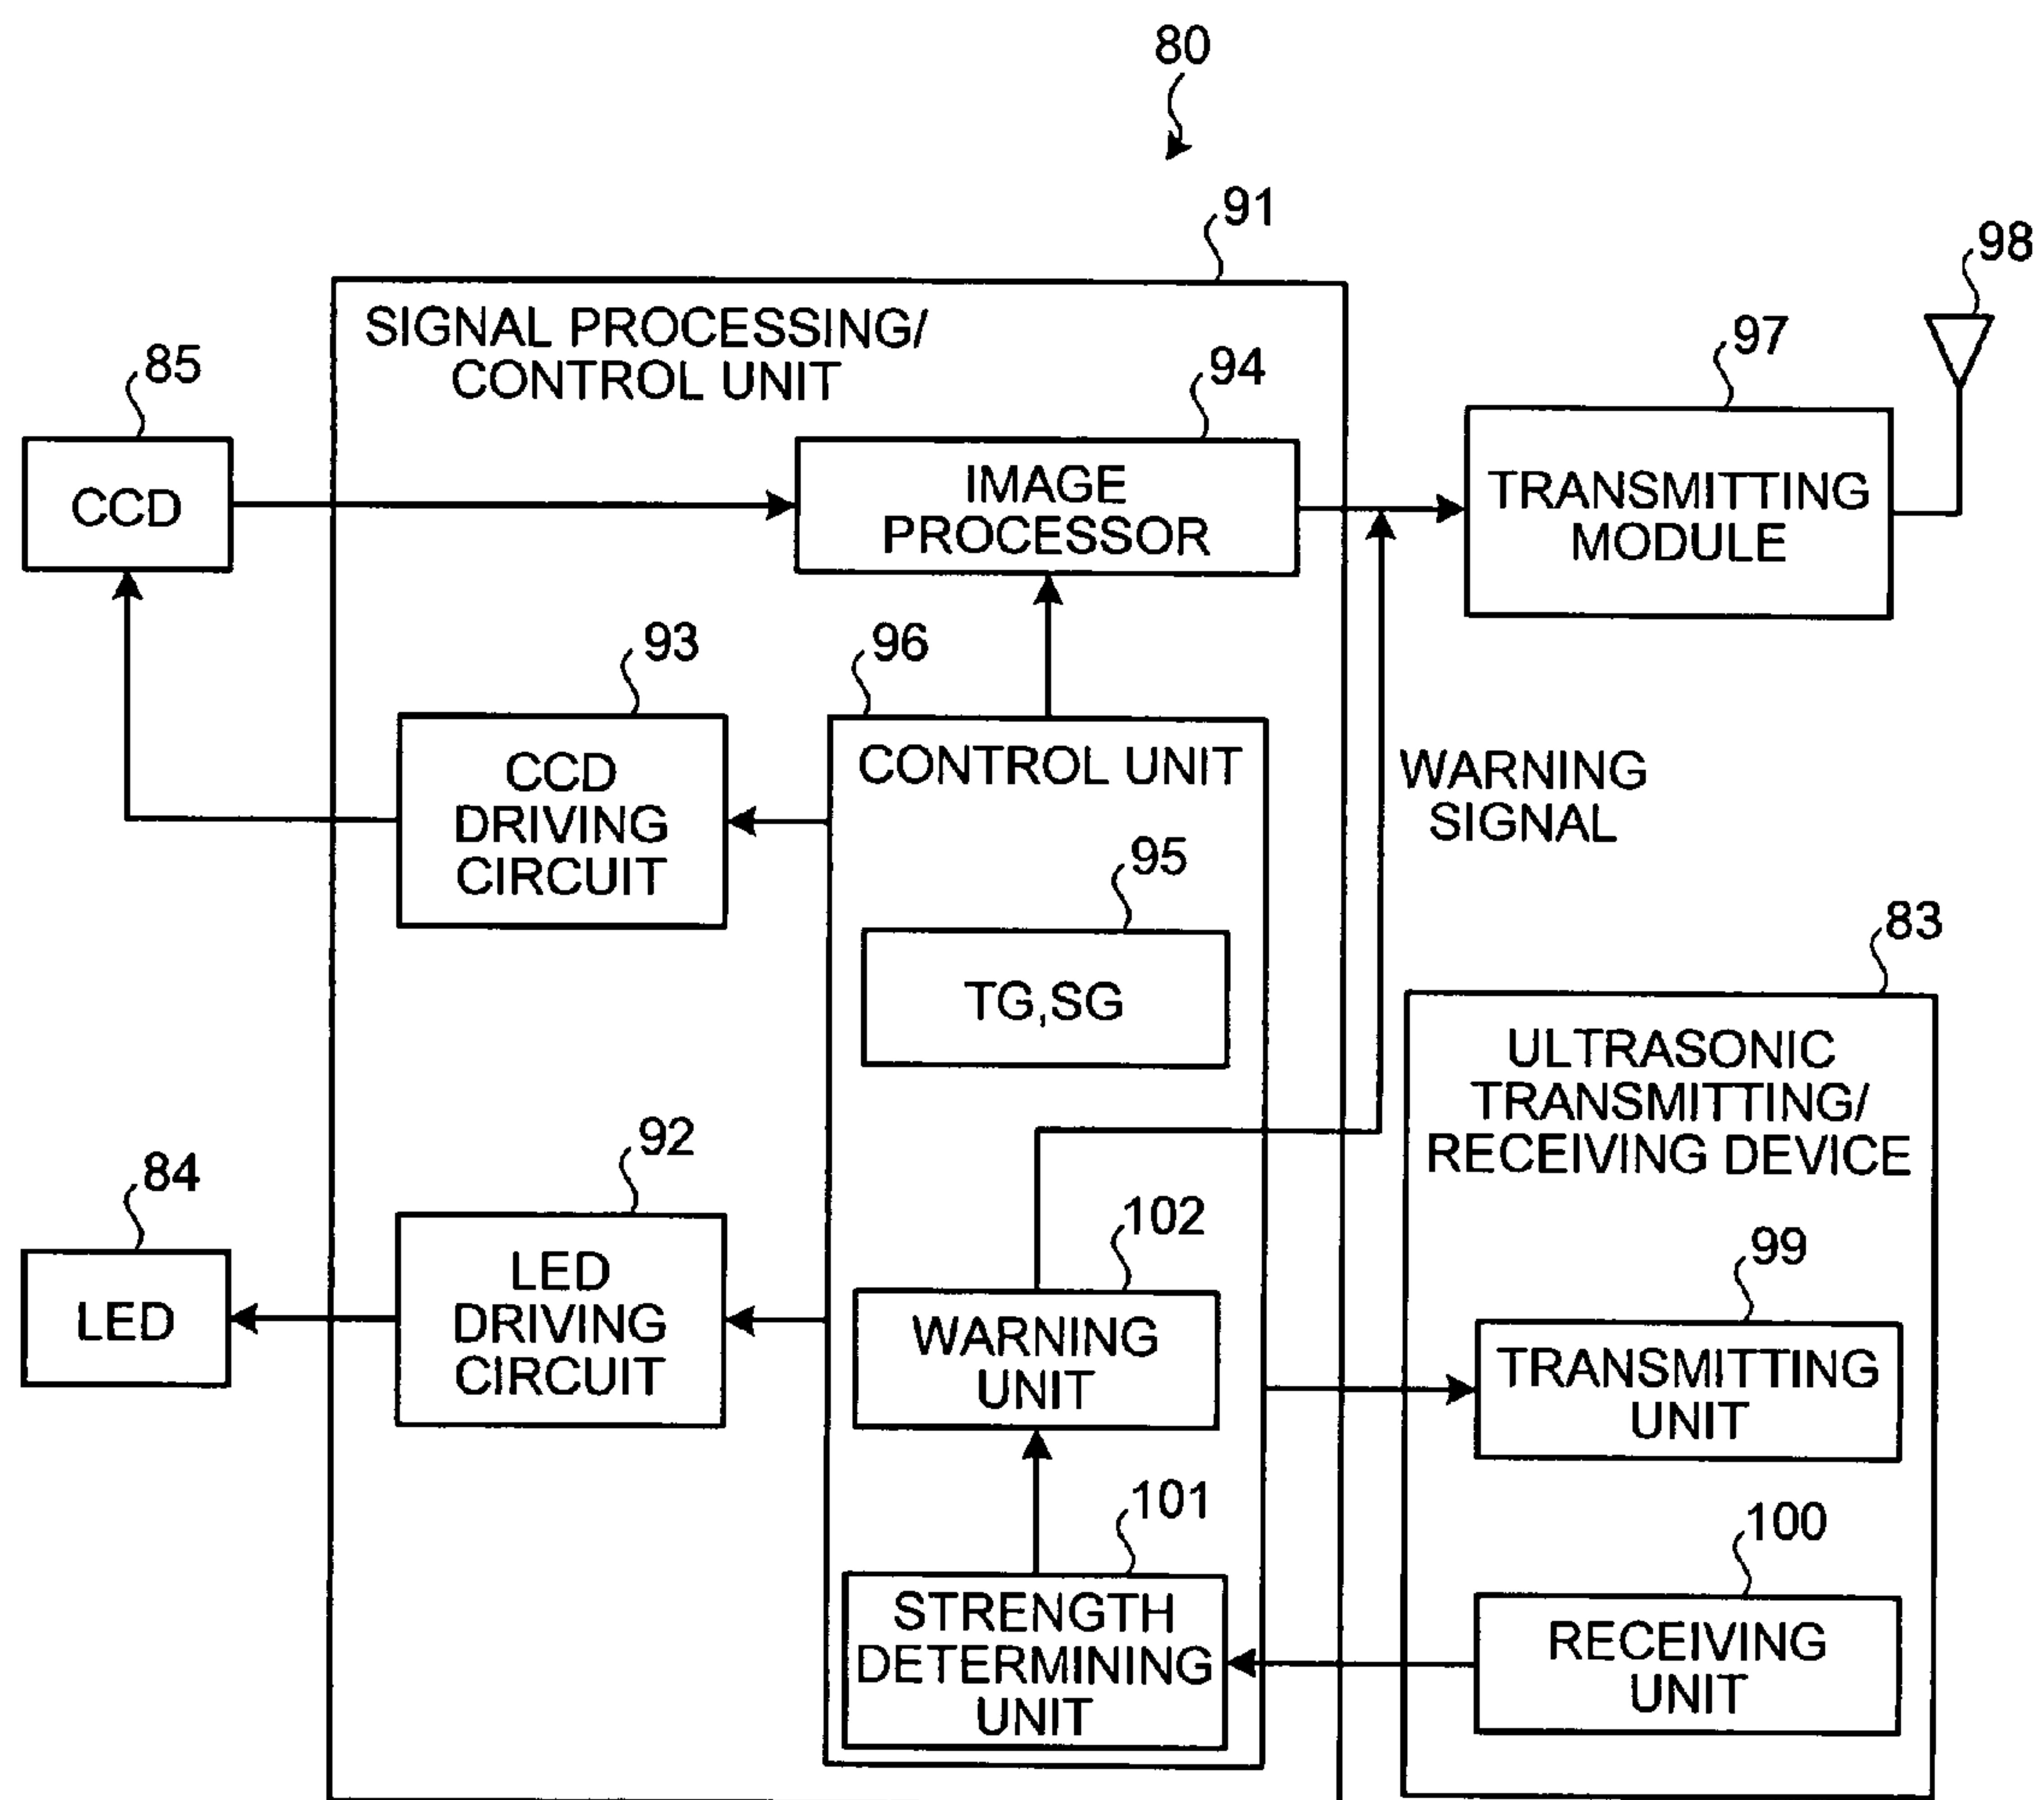 80
91
98
SIGNAL PROCESSING/
CONTROL UNIT
85
94
97
CCD
IMAGE
PROCESSOR
TRANSMITTING
MODULE
93
96
CCD
DRIVING
CIRCUIT
CONTROL UNIT
WARNING
SIGNAL
95
TG,SG
83
ULTRASONIC
TRANSMITTING/
RECEIVING DEVICE
84
92
102
99
LED
LED
DRIVING
CIRCUIT
WARNING
UNIT
TRANSMITTING
UNIT
101
100
STRENGTH
DETERMINING
UNIT
RECEIVING
UNIT